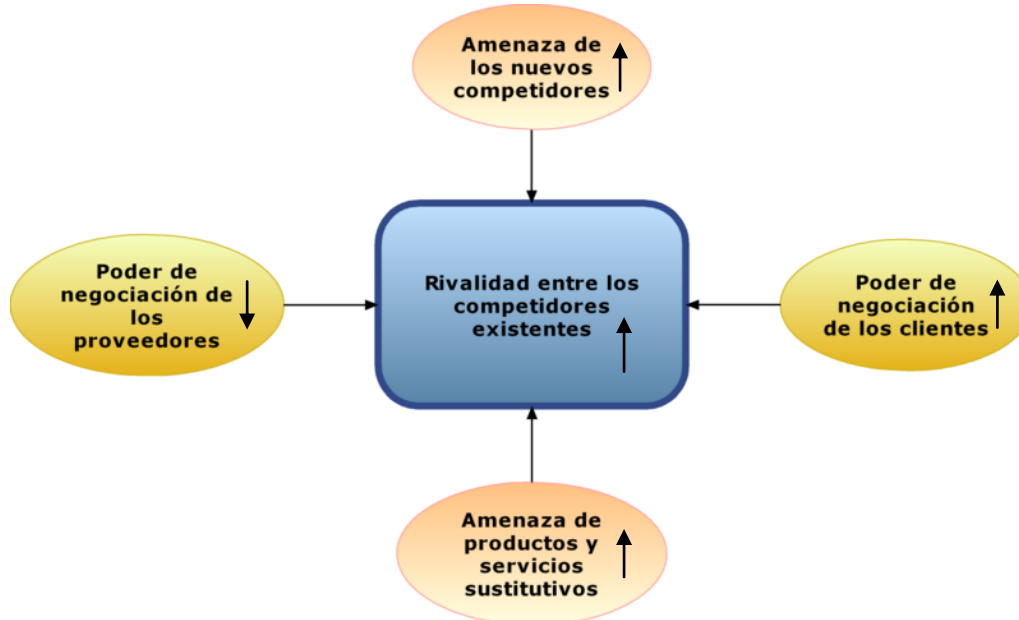 Amenaza de
los nuevos
competidores
Poder de
negociación de
los
proveedores
Rivalidad entre los
competidores
existentes
Poder de
negociación
de los clientes
Amenaza de
productos y
servicios
sustitutivos